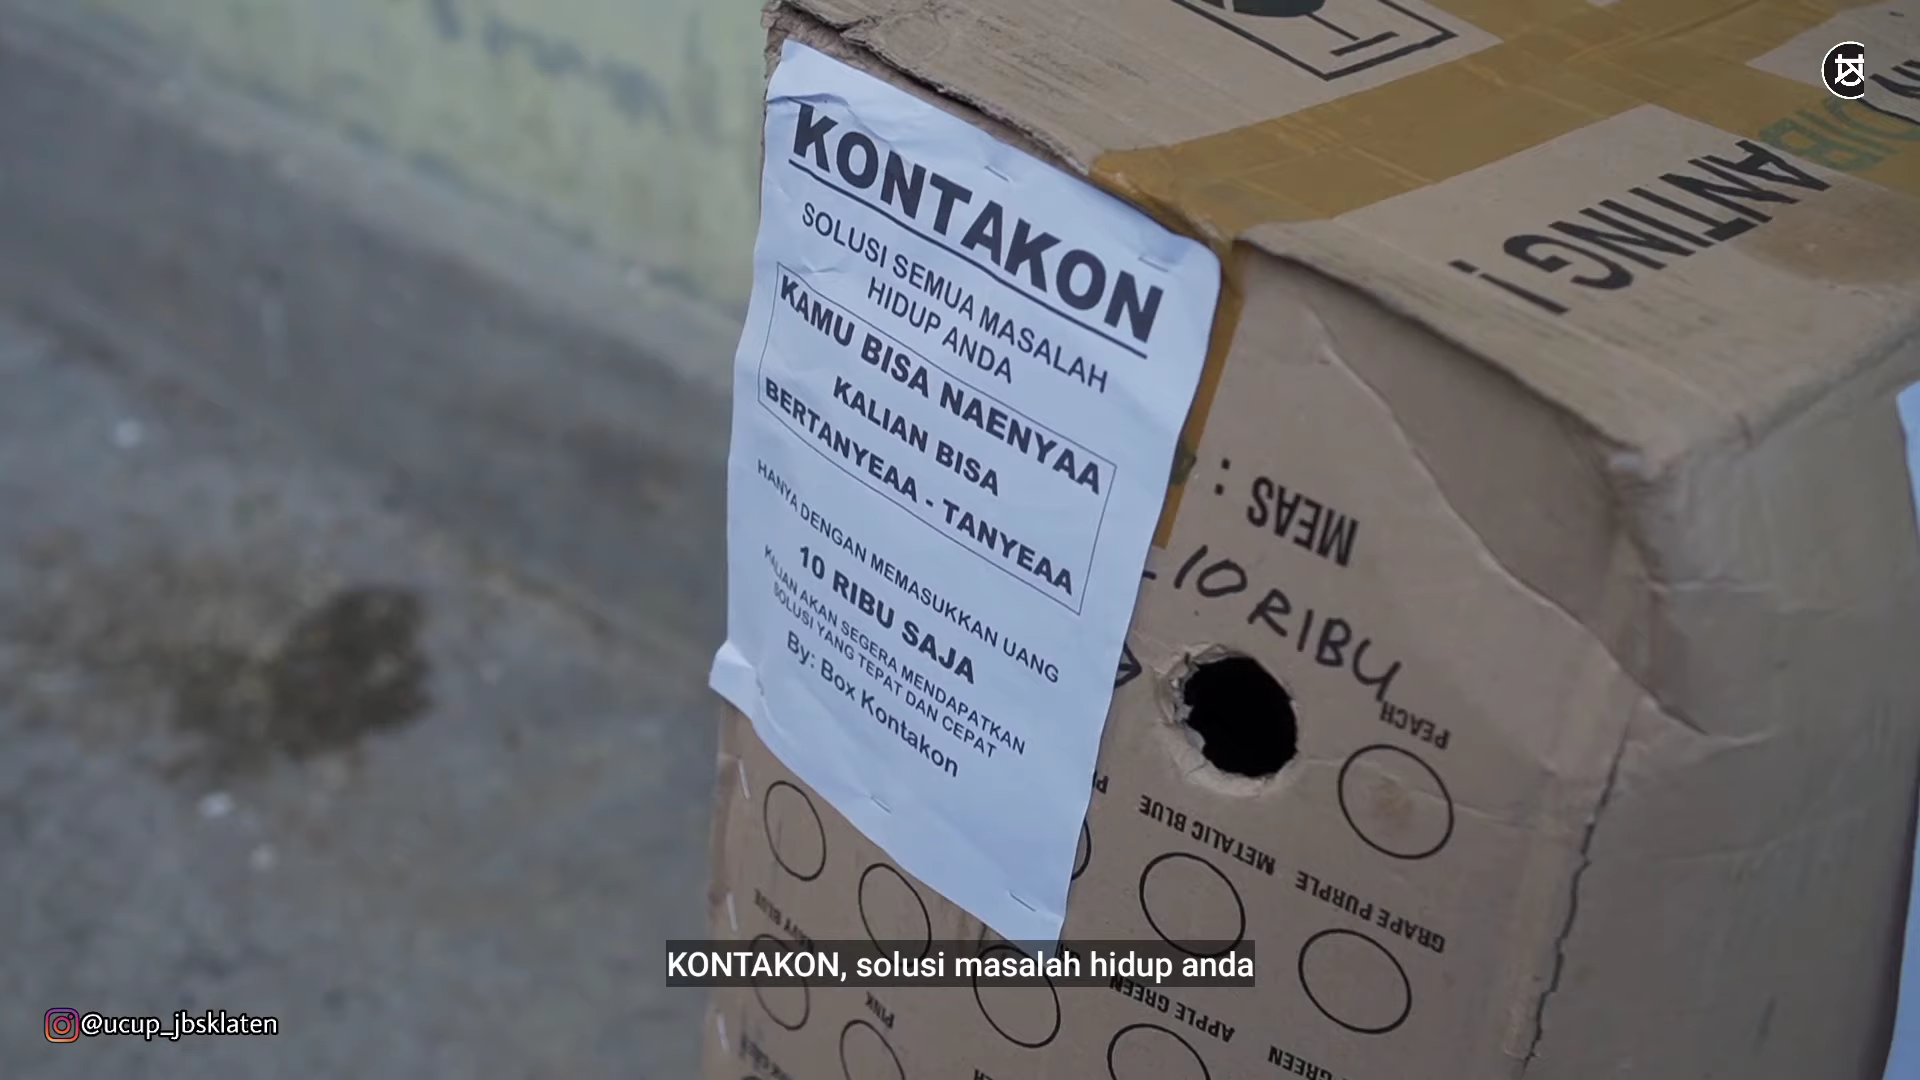 KONTAKON
SOLUSI SEMUA MASALAH
HIDUP ANDA
KAMU BISA NAENYAA
KALIAN BISA
BERTANYEAA - TANYEAA
HANYA DENGAN MEMASUKKAN UANG
10 RIBU SAJA
KALIAN AKAN SEGERA MENDAPATKAN
SOLUSI YANG TEPAT DAN CEPAT
By: Box Kontakon
ANTING!
MEAS :
10 RIBU
PEACH
METALIC BLUE
GRAPE PURPLE
PINK
APPLE GREEN
GREEN
KONTAKON, solusi masalah hidup anda
@ucup_jbsklaten